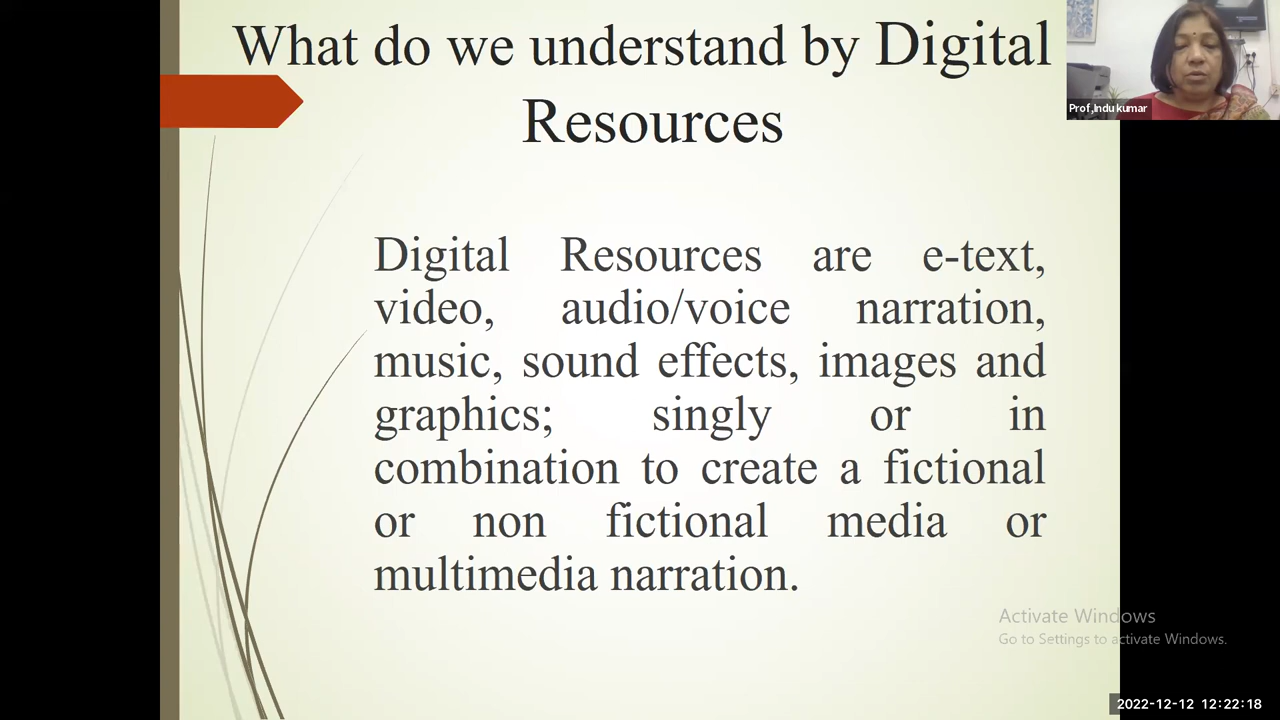 What do we understand by Digital
Resources
Prof,Indu kumar
Digital Resources are e-text,
video, audio/voice narration,
music, sound effects, images and
graphics; singly or in
combination to create a fictional
or non fictional media or
multimedia narration.
Activate Windows
Go to Settings to activate Windows.
2022-12-12 12:22:18